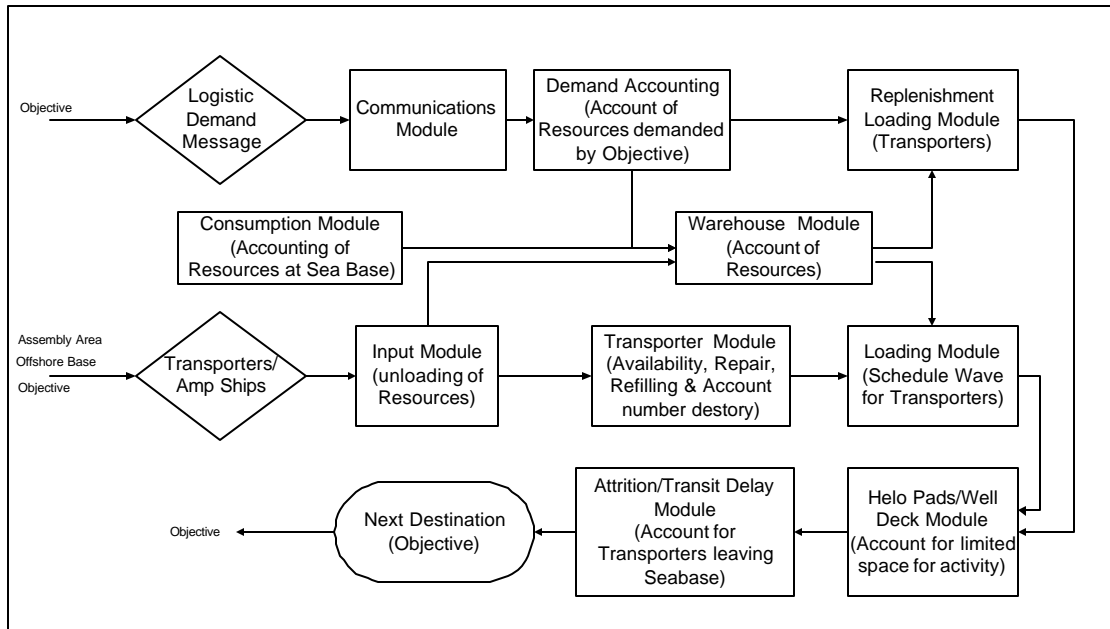 Objective
Logistic
Demand
Message
Communications
Module
Demand Accounting
(Account of
Resources demanded
by Objective)
Replenishment
Loading Module
(Transporters)
Consumption Module
(Accounting of
Resources at Sea Base)
Warehouse Module
(Account of
Resources)
Assembly Area
Offshore Base
Objective
Transporters/
Amp Ships
Input Module
(unloading of
Resources)
Transporter Module
(Availability, Repair,
Refilling & Account
number destory)
Loading Module
(Schedule Wave
for Transporters)
Objective
Next Destination
(Objective)
Attrition/Transit Delay
Module
(Account for
Transporters leaving
Seabase)
Helo Pads/Well
Deck Module
(Account for limited
space for activity)